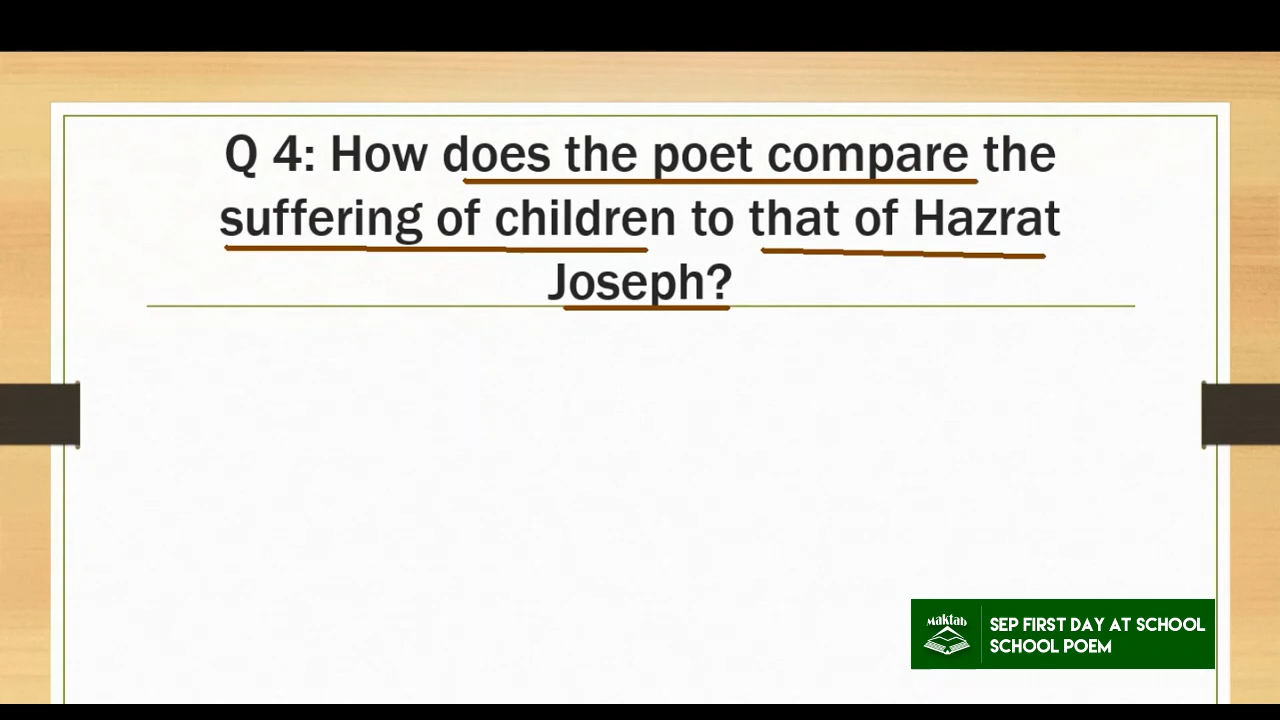 Q 4: How does the poet compare the
suffering of children to that of Hazrat
Joseph?
Maktab
SEP FIRST DAY AT SCHOOL
SCHOOL POEM